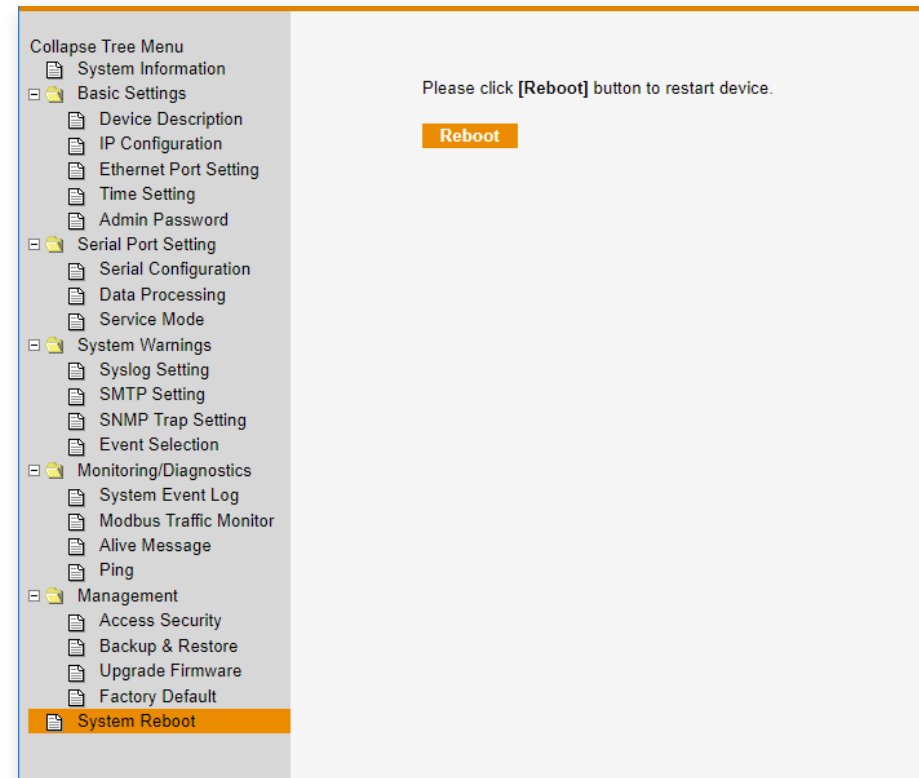 Collapse Tree Menu
System Information
Basic Settings
Device Description
IP Configuration
Ethernet Port Setting
Time Setting
Admin Password
Serial Port Setting
Serial Configuration
Data Processing
Service Mode
System Warnings
Syslog Setting
SMTP Setting
SNMP Trap Setting
Event Selection
Monitoring/Diagnostics
System Event Log
Modbus Traffic Monitor
Alive Message
Ping
Management
Access Security
Backup & Restore
Upgrade Firmware
Factory Default
System Reboot
Please click [Reboot] button to restart device.
Reboot